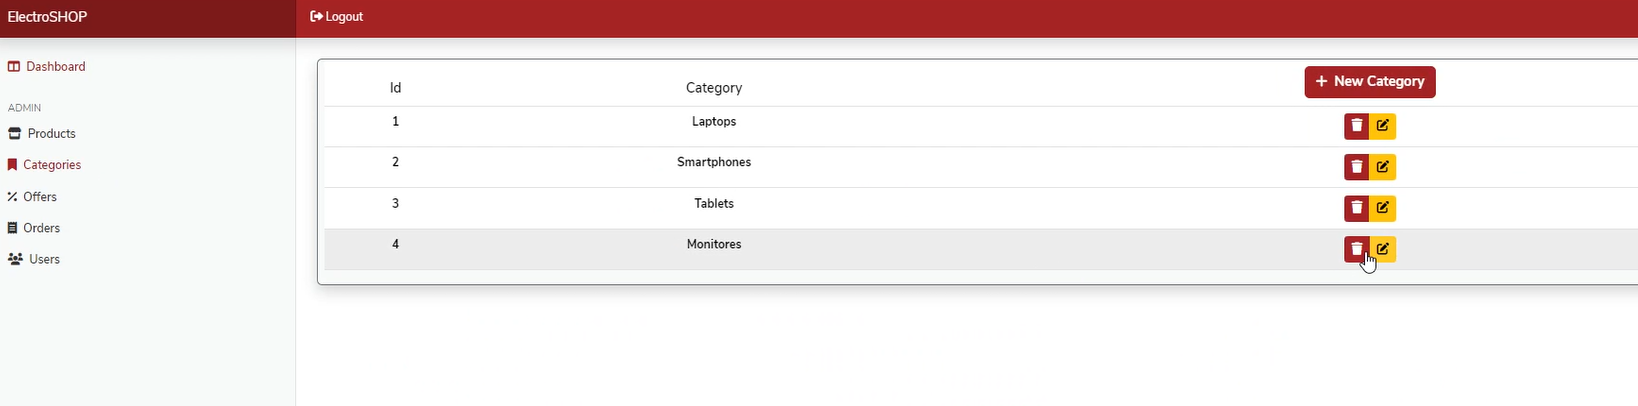 ElectroSHOP Logout
Dashboard
ADMIN
Products
Categories
Offers
Orders
Users
Id Category + New Category
1 Laptops
2 Smartphones
3 Tablets
4 Monitores